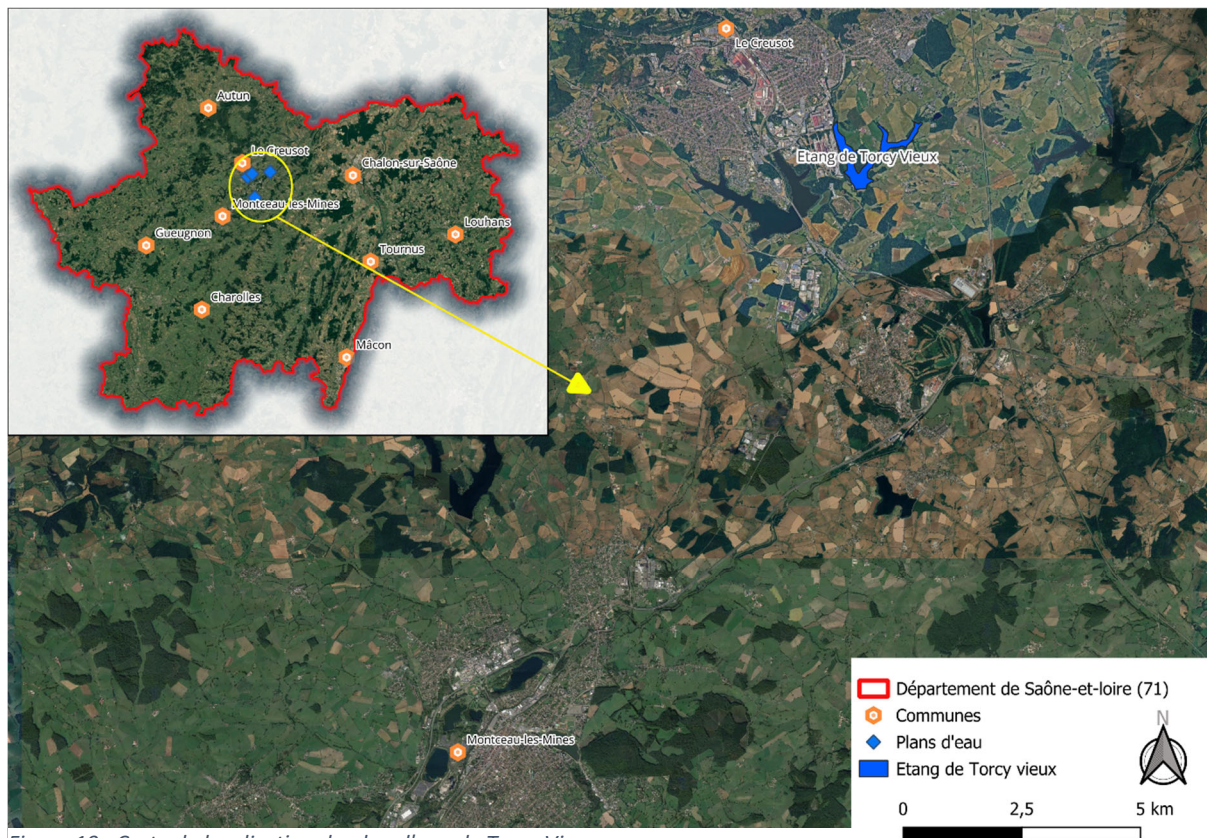 Le Creusot
Etang de Torcy Vieux
Autun
Le Creusot
Chalon-sur-Saône
Montceau-les-Mines
Louhans
Gueugnon
Tournus
Charolles
Mâcon
Montceau-les-Mines
Département de Saône-et-loire (71)
Communes
Plans d'eau
Etang de Torcy vieux
N
0 2,5 5 km